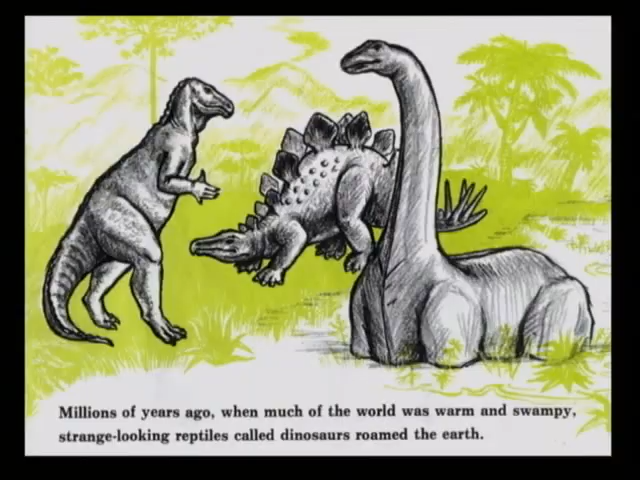 Millions of years ago, when much of the world was warm and swampy,
strange-looking reptiles called dinosaurs roamed the earth.